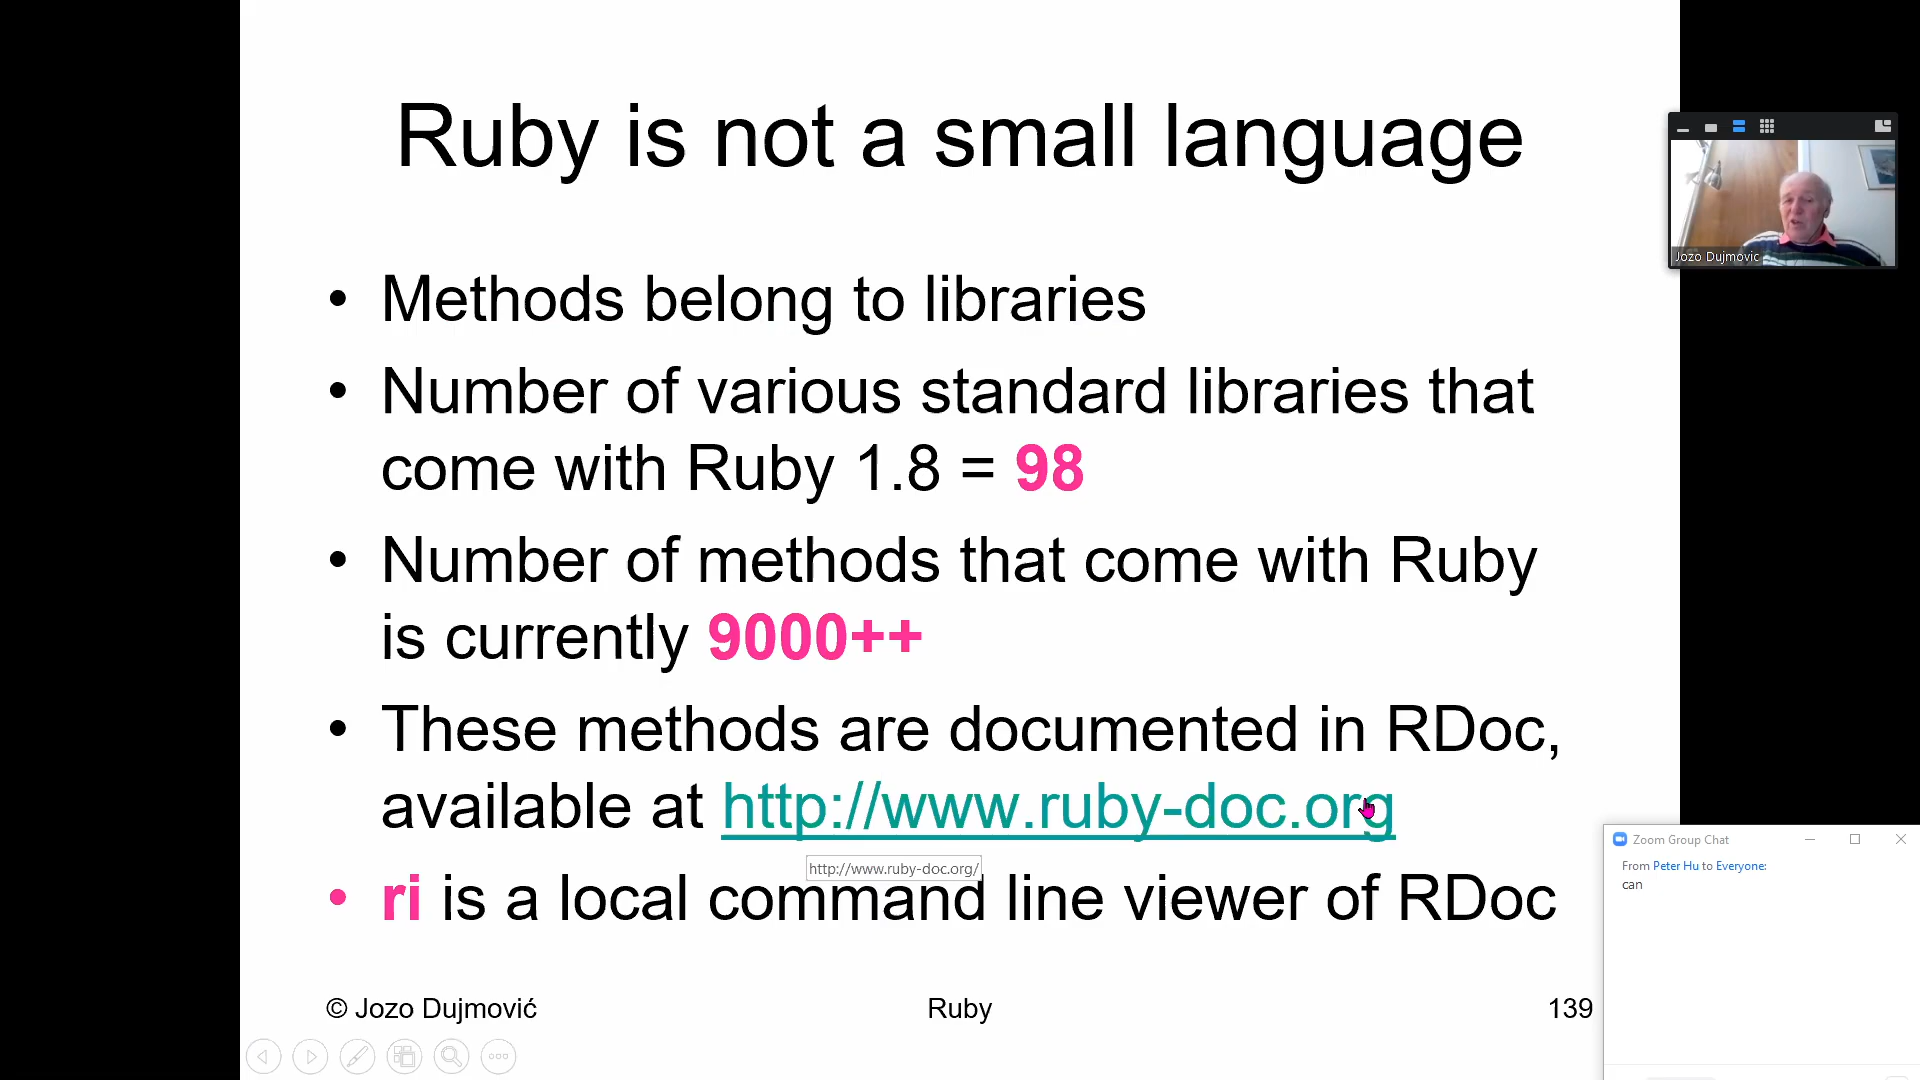 Ruby is not a small language
• Methods belong to libraries
• Number of various standard libraries that
come with Ruby 1.8 = 98
• Number of methods that come with Ruby
is currently 9000++
• These methods are documented in RDoc,
available at http://www.ruby-doc.org
http://www.ruby-doc.org/
• ri is a local command line viewer of RDoc
© Jozo Dujmović
Ruby
139
Jozo Dujmovic
Zoom Group Chat
From Peter Hu to Everyone:
can